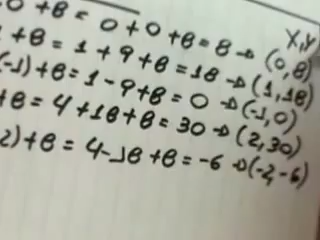 x,y
0 + 8 = 0 + 0 + 8 = 8 → (0,8)
+ 8 = 1 + 9 + 8 = 18 → (1,18)
(-1) + 8 = 1 - 9 + 8 = 0 → (-1,0)
+ 8 = 4 + 18 + 8 = 30 → (2,30)
2) + 8 = 4 - 18 + 8 = -6 → (-2,-6)